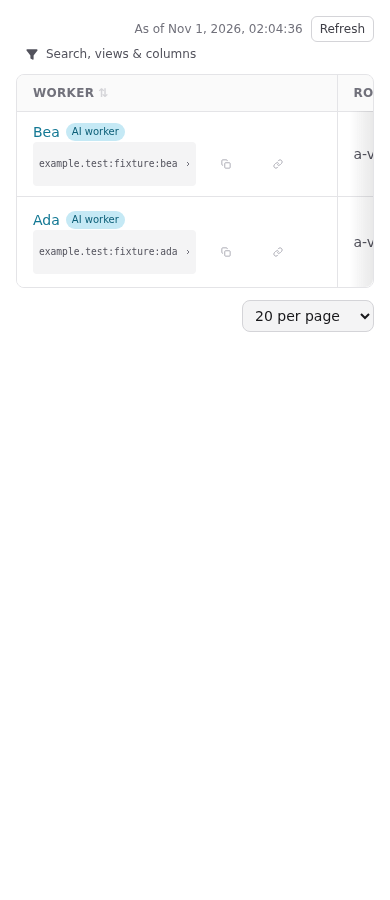 As of Nov 1, 2026, 02:04:36 Refresh
Search, views & columns
WORKER RO
Bea AI worker
example.test:fixture:bea ›
a-v
Ada AI worker
example.test:fixture:ada ›
a-v
20 per page